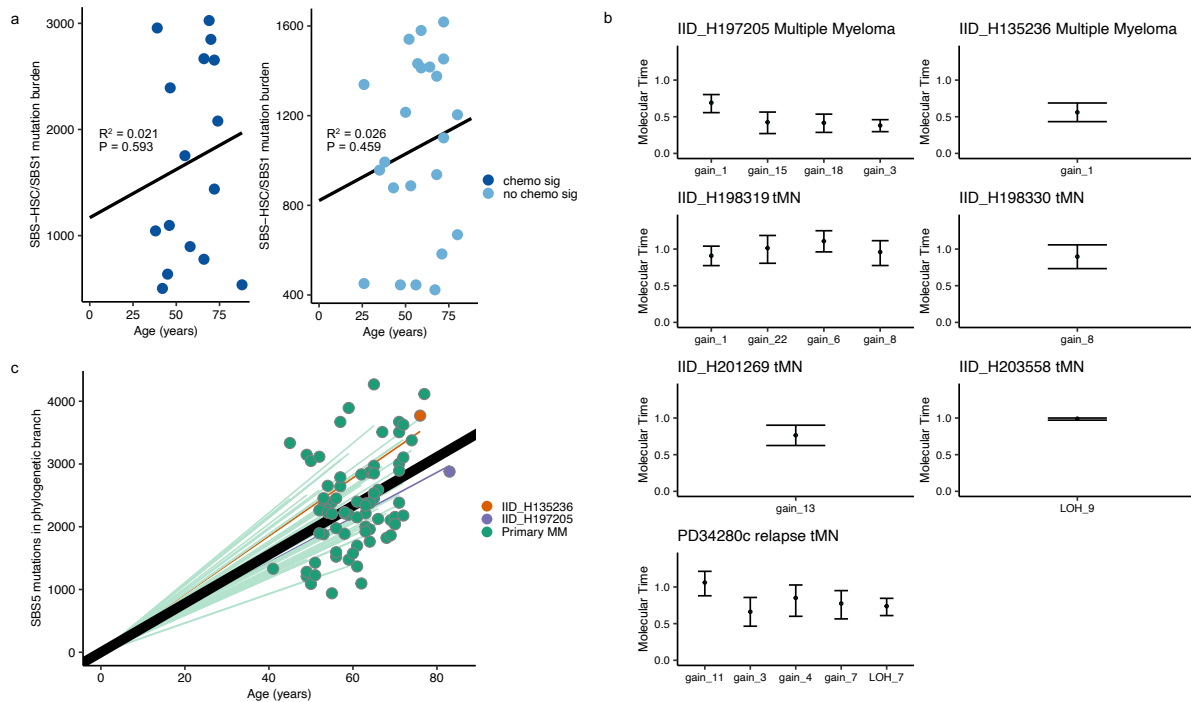 a
SBS−HSC/SBS1 mutation burden
3000
2000
1000
R² = 0.021
P = 0.593
0 25 50 75
Age (years)
SBS−HSC/SBS1 mutation burden
1600
1200
800
400
R² = 0.026
P = 0.459
0 25 50 75
Age (years)
chemo sig
no chemo sig
b
IID_H197205 Multiple Myeloma
Molecular Time
1.0
0.5
0.0
gain_1 gain_15 gain_18 gain_3
IID_H135236 Multiple Myeloma
Molecular Time
1.0
0.5
0.0
gain_1
IID_H198319 tMN
Molecular Time
1.0
0.5
0.0
gain_1 gain_22 gain_6 gain_8
IID_H198330 tMN
Molecular Time
1.0
0.5
0.0
gain_8
IID_H201269 tMN
Molecular Time
1.0
0.5
0.0
gain_13
IID_H203558 tMN
Molecular Time
1.0
0.5
0.0
LOH_9
PD34280c relapse tMN
Molecular Time
1.0
0.5
0.0
gain_11 gain_3 gain_4 gain_7 LOH_7
c
SBS5 mutations in phylogenetic branch
4000
3000
2000
1000
0
0 20 40 60 80
Age (years)
IID_H135236
IID_H197205
Primary MM